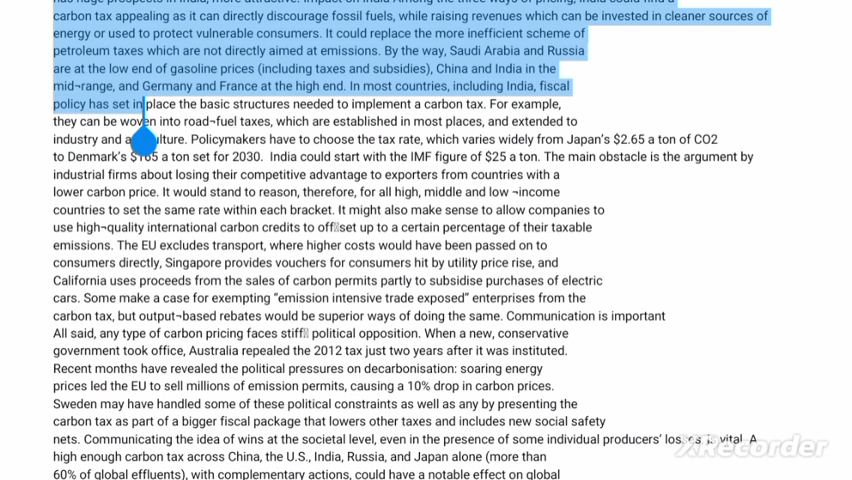 has huge prospects in India, more attractive. Impact on India Among the three ways of pricing, India could find a
carbon tax appealing as it can directly discourage fossil fuels, while raising revenues which can be invested in cleaner sources of
energy or used to protect vulnerable consumers. It could replace the more inefficient scheme of
petroleum taxes which are not directly aimed at emissions. By the way, Saudi Arabia and Russia
are at the low end of gasoline prices (including taxes and subsidies), China and India in the
mid¬range, and Germany and France at the high end. In most countries, including India, fiscal
policy has set in place the basic structures needed to implement a carbon tax. For example,
they can be woven into road¬fuel taxes, which are established in most places, and extended to
industry and a ulture. Policymakers have to choose the tax rate, which varies widely from Japan's $2.65 a ton of CO2
to Denmark's $165 a ton set for 2030. India could start with the IMF figure of $25 a ton. The main obstacle is the argument by
industrial firms about losing their competitive advantage to exporters from countries with a
lower carbon price. It would stand to reason, therefore, for all high, middle and low ¬income
countries to set the same rate within each bracket. It might also make sense to allow companies to
use high¬quality international carbon credits to off set up to a certain percentage of their taxable
emissions. The EU excludes transport, where higher costs would have been passed on to
consumers directly, Singapore provides vouchers for consumers hit by utility price rise, and
California uses proceeds from the sales of carbon permits partly to subsidise purchases of electric
cars. Some make a case for exempting “emission intensive trade exposed” enterprises from the
carbon tax, but output¬based rebates would be superior ways of doing the same. Communication is important
All said, any type of carbon pricing faces stiff political opposition. When a new, conservative
government took office, Australia repealed the 2012 tax just two years after it was instituted.
Recent months have revealed the political pressures on decarbonisation: soaring energy
prices led the EU to sell millions of emission permits, causing a 10% drop in carbon prices.
Sweden may have handled some of these political constraints as well as any by presenting the
carbon tax as part of a bigger fiscal package that lowers other taxes and includes new social safety
nets. Communicating the idea of wins at the societal level, even in the presence of some individual producers' losses, is vital. A
high enough carbon tax across China, the U.S., India, Russia, and Japan alone (more than
60% of global effluents), with complementary actions, could have a notable effect on global
XRecorder